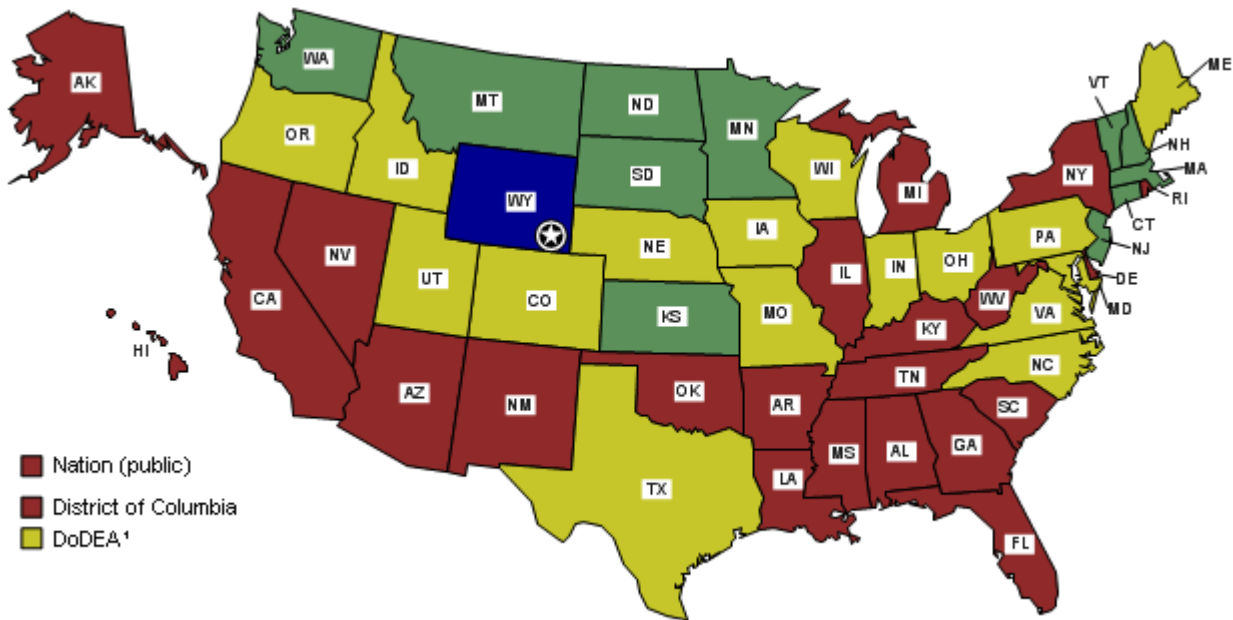 AK
WA
MT
ND
MN
VT
ME
OR
ID
WY
SD
WI
MI
NY
NH
MA
RI
CT
NJ
PA
NE
IA
IL
IN
OH
DE
MD
NV
UT
CO
KS
MO
KY
WV
VA
CA
HI
AZ
NM
OK
AR
TN
NC
SC
MS
AL
GA
LA
TX
FL
Nation (public)
District of Columbia
DoDEA¹